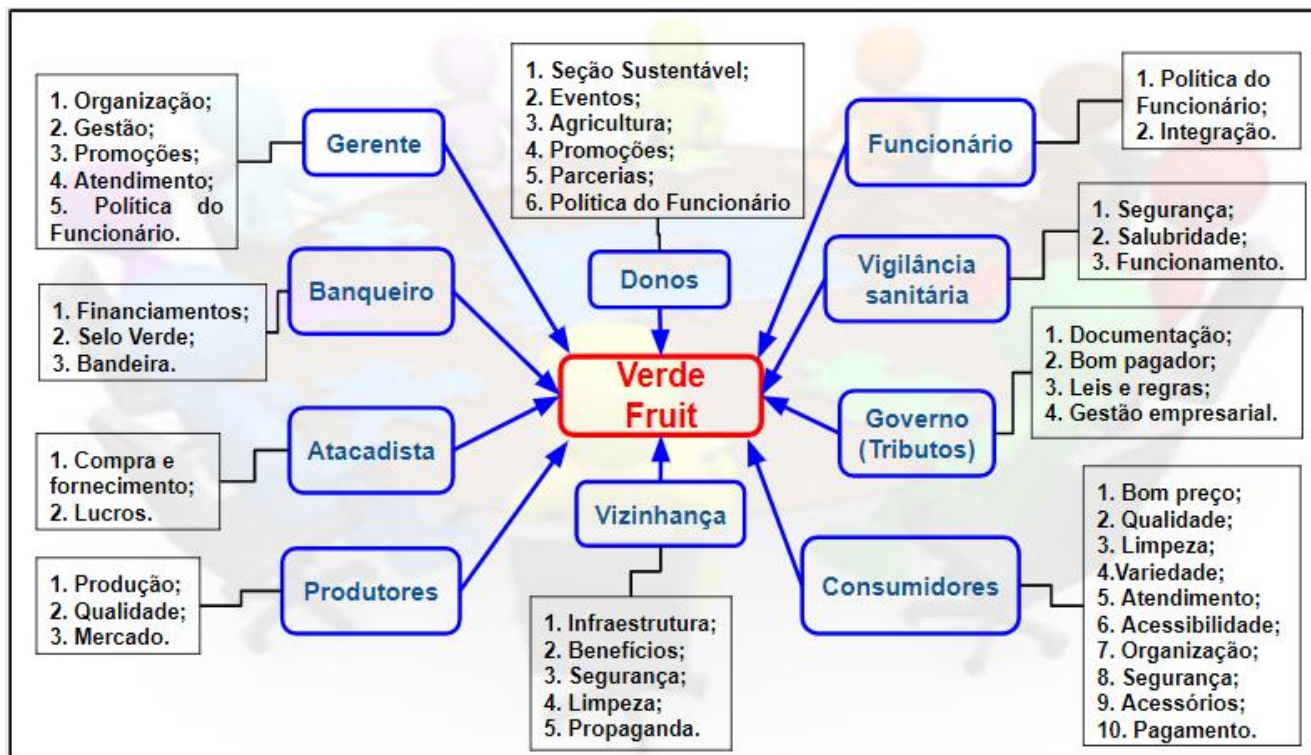 1. Organização;
2. Gestão;
3. Promoções;
4. Atendimento;
5. Política do
Funcionário.
Gerente
1. Seção Sustentável;
2. Eventos;
3. Agricultura;
4. Promoções;
5. Parcerias;
6. Política do Funcionário
Donos
Funcionário
1. Política do
Funcionário;
2. Integração.
1. Financiamentos;
2. Selo Verde;
3. Bandeira.
Banqueiro
Vigilância
sanitária
1. Segurança;
2. Salubridade;
3. Funcionamento.
Verde
Fruit
Governo
(Tributos)
1. Documentação;
2. Bom pagador;
3. Leis e regras;
4. Gestão empresarial.
1. Compra e
fornecimento;
2. Lucros.
Atacadista
1. Produção;
2. Qualidade;
3. Mercado.
Produtores
Vizinhança
1. Infraestrutura;
2. Benefícios;
3. Segurança;
4. Limpeza;
5. Propaganda.
Consumidores
1. Bom preço;
2. Qualidade;
3. Limpeza;
4.Variedade;
5. Atendimento;
6. Acessibilidade;
7. Organização;
8. Segurança;
9. Acessórios;
10. Pagamento.